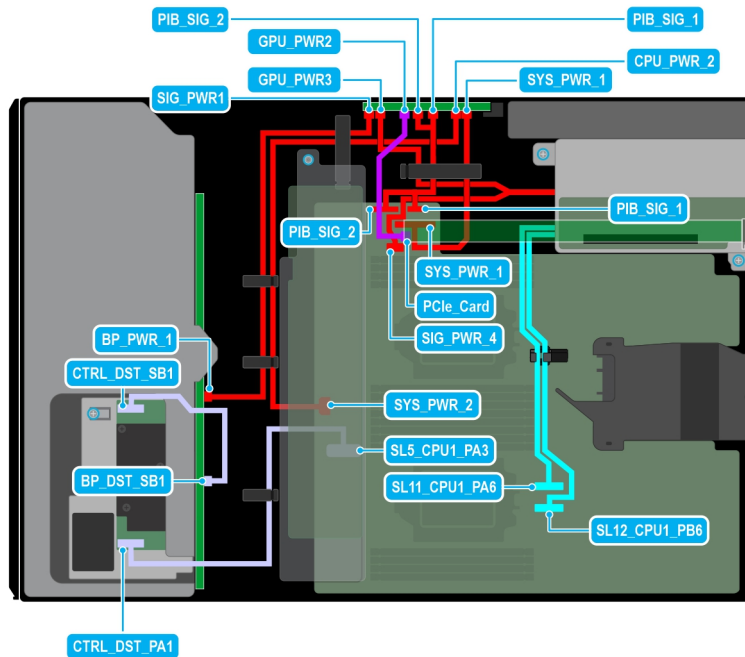 PIB_SIG_2
PIB_SIG_1
GPU_PWR2
CPU_PWR_2
GPU_PWR3
SYS_PWR_1
SIG_PWR1
PIB_SIG_1
PIB_SIG_2
SYS_PWR_1
PCIe_Card
BP_PWR_1
SIG_PWR_4
CTRL_DST_SB1
SYS_PWR_2
SL5_CPU1_PA3
BP_DST_SB1
SL11_CPU1_PA6
SL12_CPU1_PB6
CTRL_DST_PA1